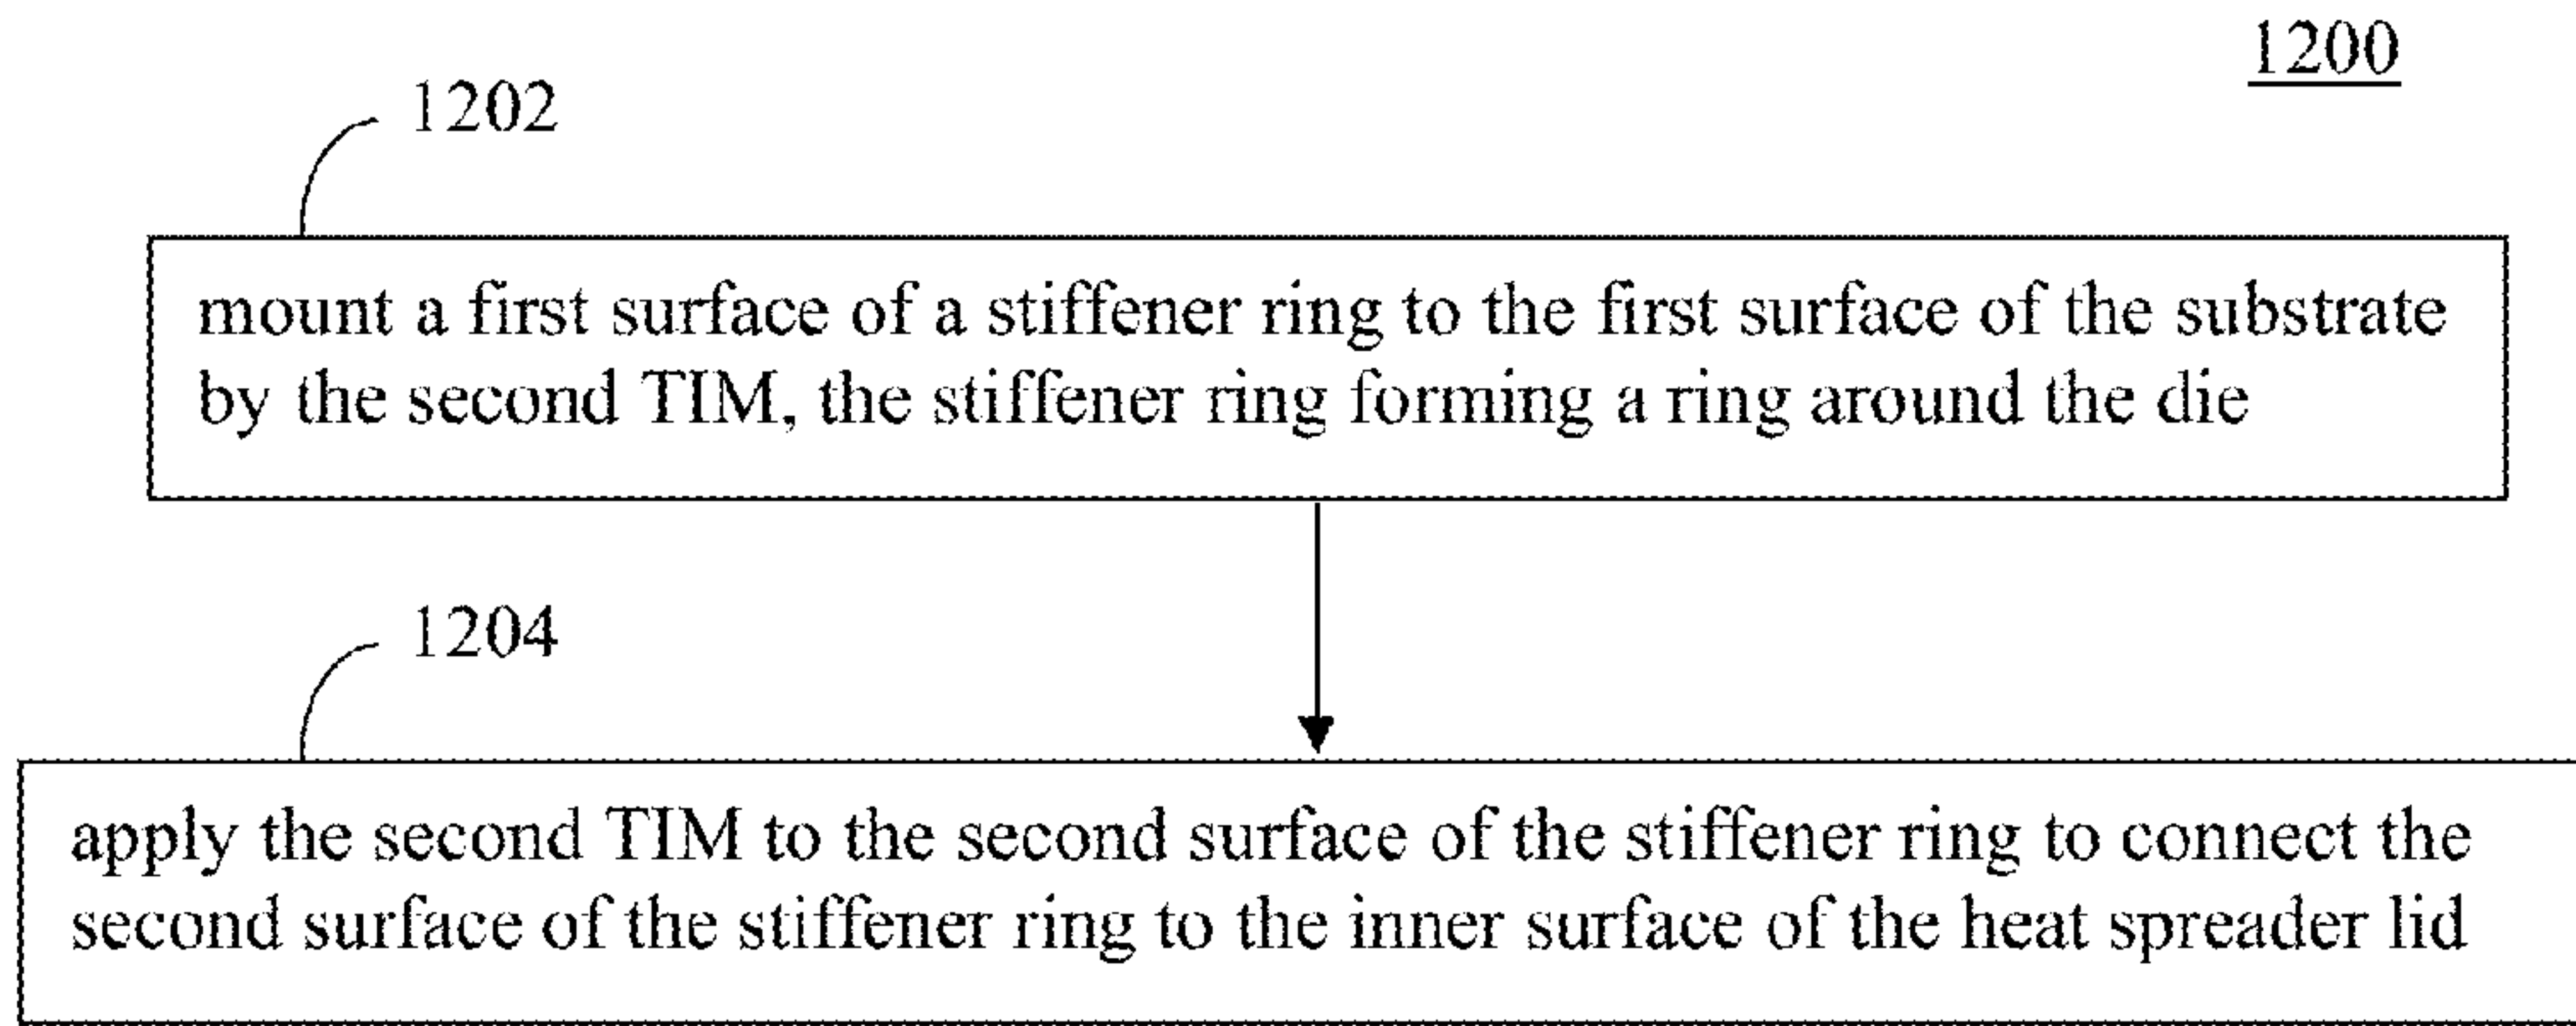 1200
1202
mount a first surface of a stiffener ring to the first surface of the substrate
by the second TIM, the stiffener ring forming a ring around the die
1204
apply the second TIM to the second surface of the stiffener ring to connect the
second surface of the stiffener ring to the inner surface of the heat spreader lid